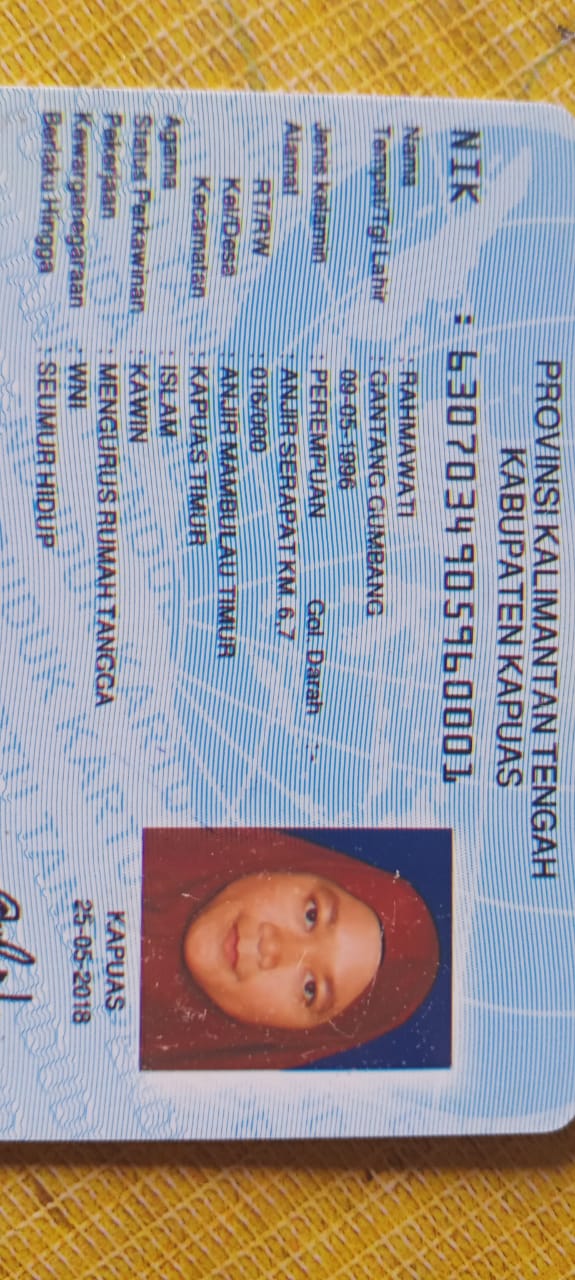 PROVINSI KALIMANTAN TENGAH
KABUPATEN KAPUAS
NIK : 6307034905960001
Nama : RAHMAWATI
Tempat/Tgl Lahir : GANTANG GUMBANG
09-05-1996
Jenis kelamin : PEREMPUAN Gol. Darah : -
Alamat : ANJIR SERAPAT KM. 6,7
RT/RW : 016/000
Kel/Desa : ANJIR MAMBULAU TIMUR
Kecamatan : KAPUAS TIMUR
Agama : ISLAM
Status Perkawinan : KAWIN
Pekerjaan : MENGURUS RUMAH TANGGA
Kewarganegaraan : WNI
Berlaku Hingga : SEUMUR HIDUP
KAPUAS
25-05-2018